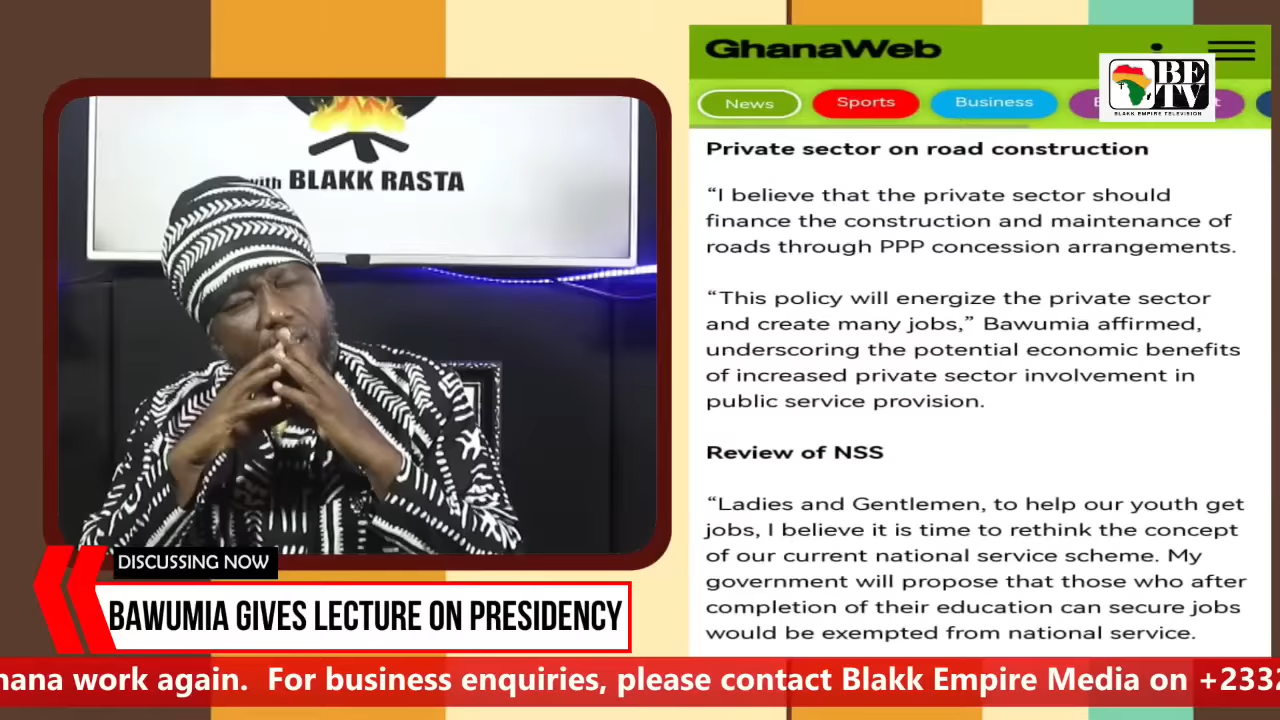 with BLAKK RASTA
DISCUSSING NOW
BAWUMIA GIVES LECTURE ON PRESIDENCY
GhanaWeb
BE
TV
BLAKK EMPIRE TELEVISION
News
Sports
Business
Private sector on road construction
“I believe that the private sector should
finance the construction and maintenance of
roads through PPP concession arrangements.
“This policy will energize the private sector
and create many jobs,” Bawumia affirmed,
underscoring the potential economic benefits
of increased private sector involvement in
public service provision.
Review of NSS
“Ladies and Gentlemen, to help our youth get
jobs, I believe it is time to rethink the concept
of our current national service scheme. My
government will propose that those who after
completion of their education can secure jobs
would be exempted from national service.
work again. For business enquiries, please contact Blakk Empire Media on